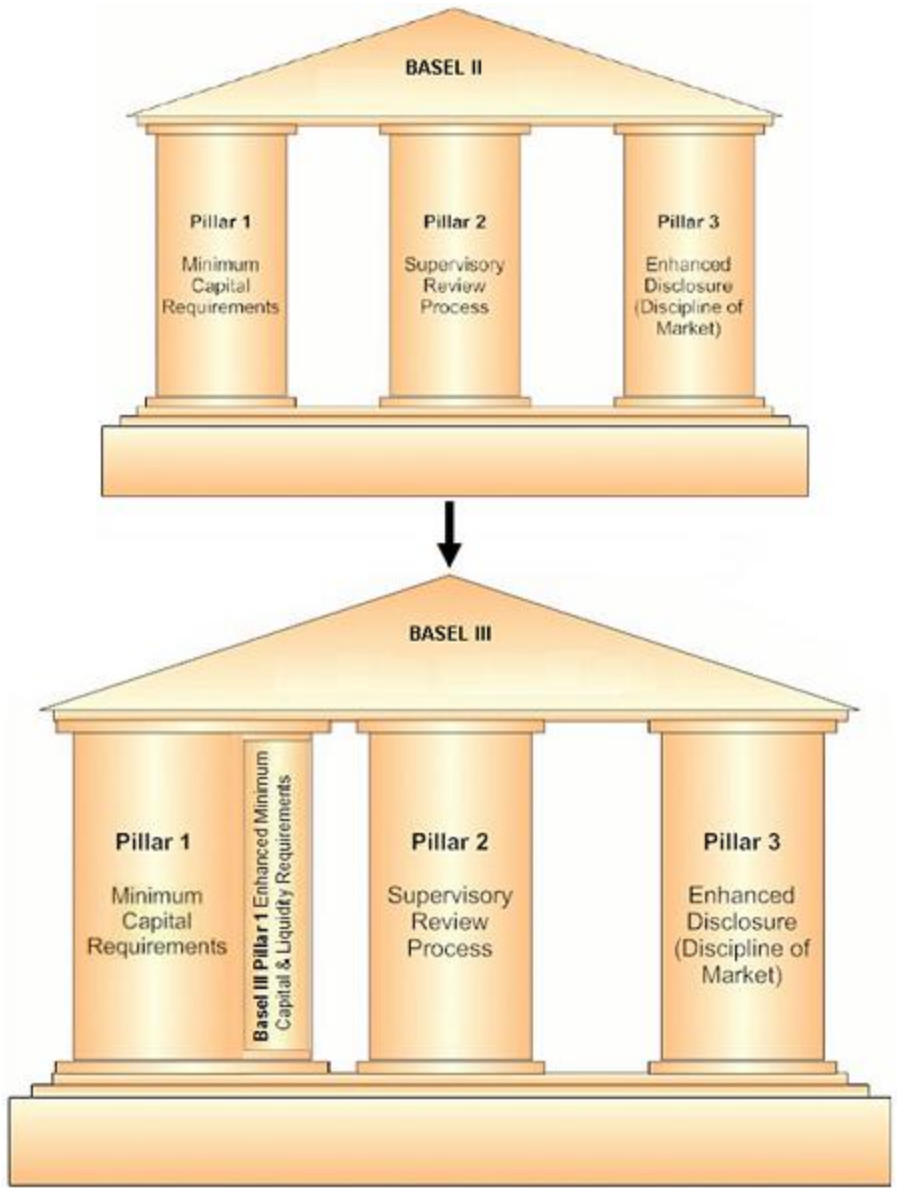 BASEL II
Pillar 1
Minimum
Capital
Requirements
Pillar 2
Supervisory
Review
Process
Pillar 3
Enhanced
Disclosure
(Discipline of
Market)
BASEL III
Pillar 1
Minimum
Capital
Requirements
Basel III Pillar 1 Enhanced Minimum
Capital & Liquidity Requirements
Pillar 2
Supervisory
Review
Process
Pillar 3
Enhanced
Disclosure
(Discipline of
Market)